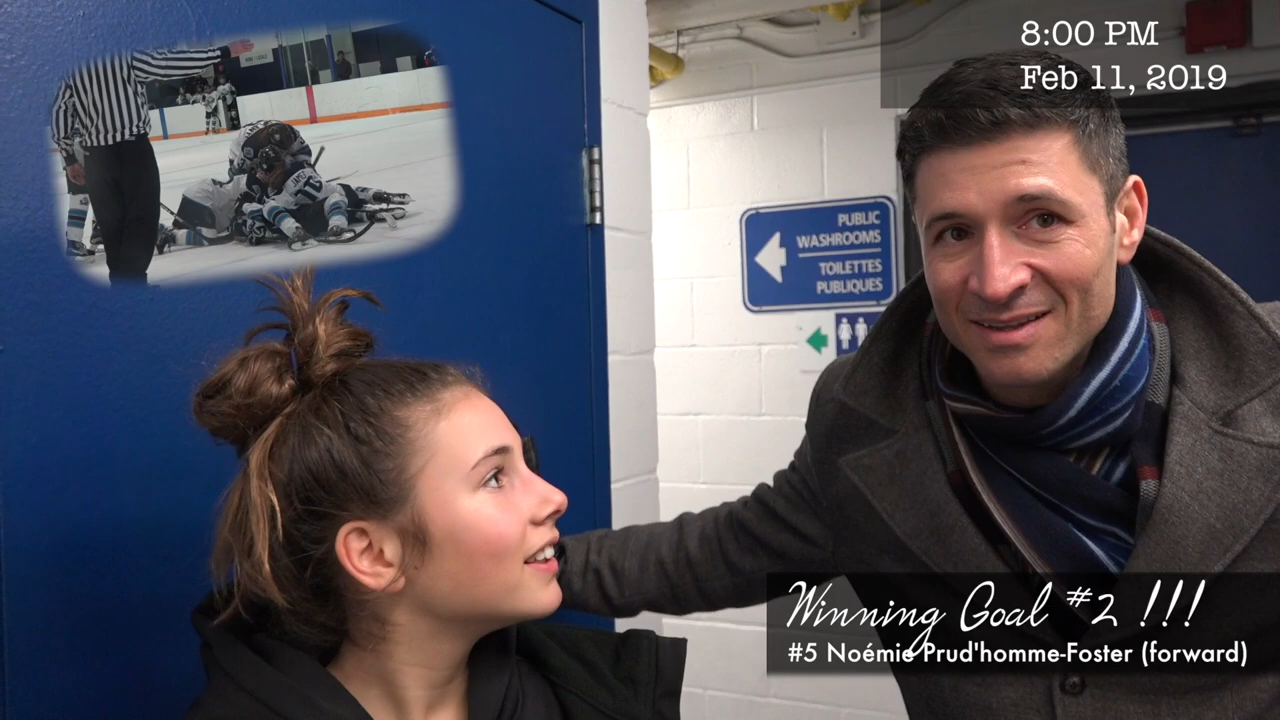 8:00 PM
Feb 11, 2019
PUBLIC
WASHROOMS
TOILETTES
PUBLIQUES
10
Winning Goal #2 !!!
#5 Noémie Prud'homme-Foster (forward)